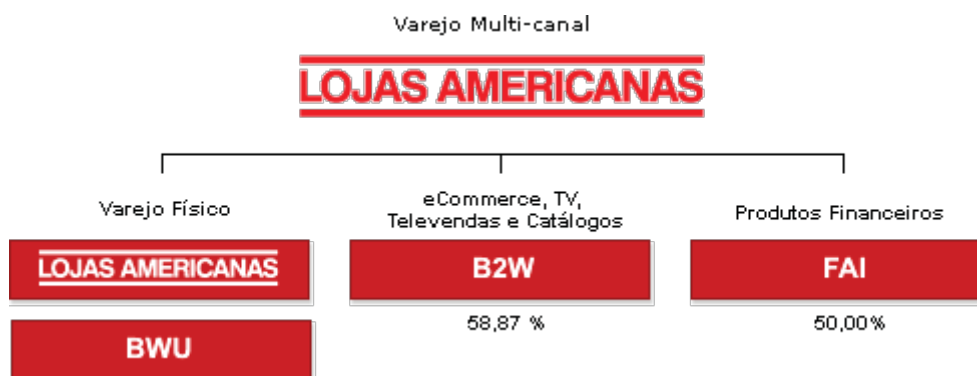 Varejo Multi-canal
LOJAS AMERICANAS
Varejo Físico
LOJAS AMERICANAS
BWU
eCommerce, TV,
Televendas e Catálogos
B2W
58,87 %
Produtos Financeiros
FAI
50,00%